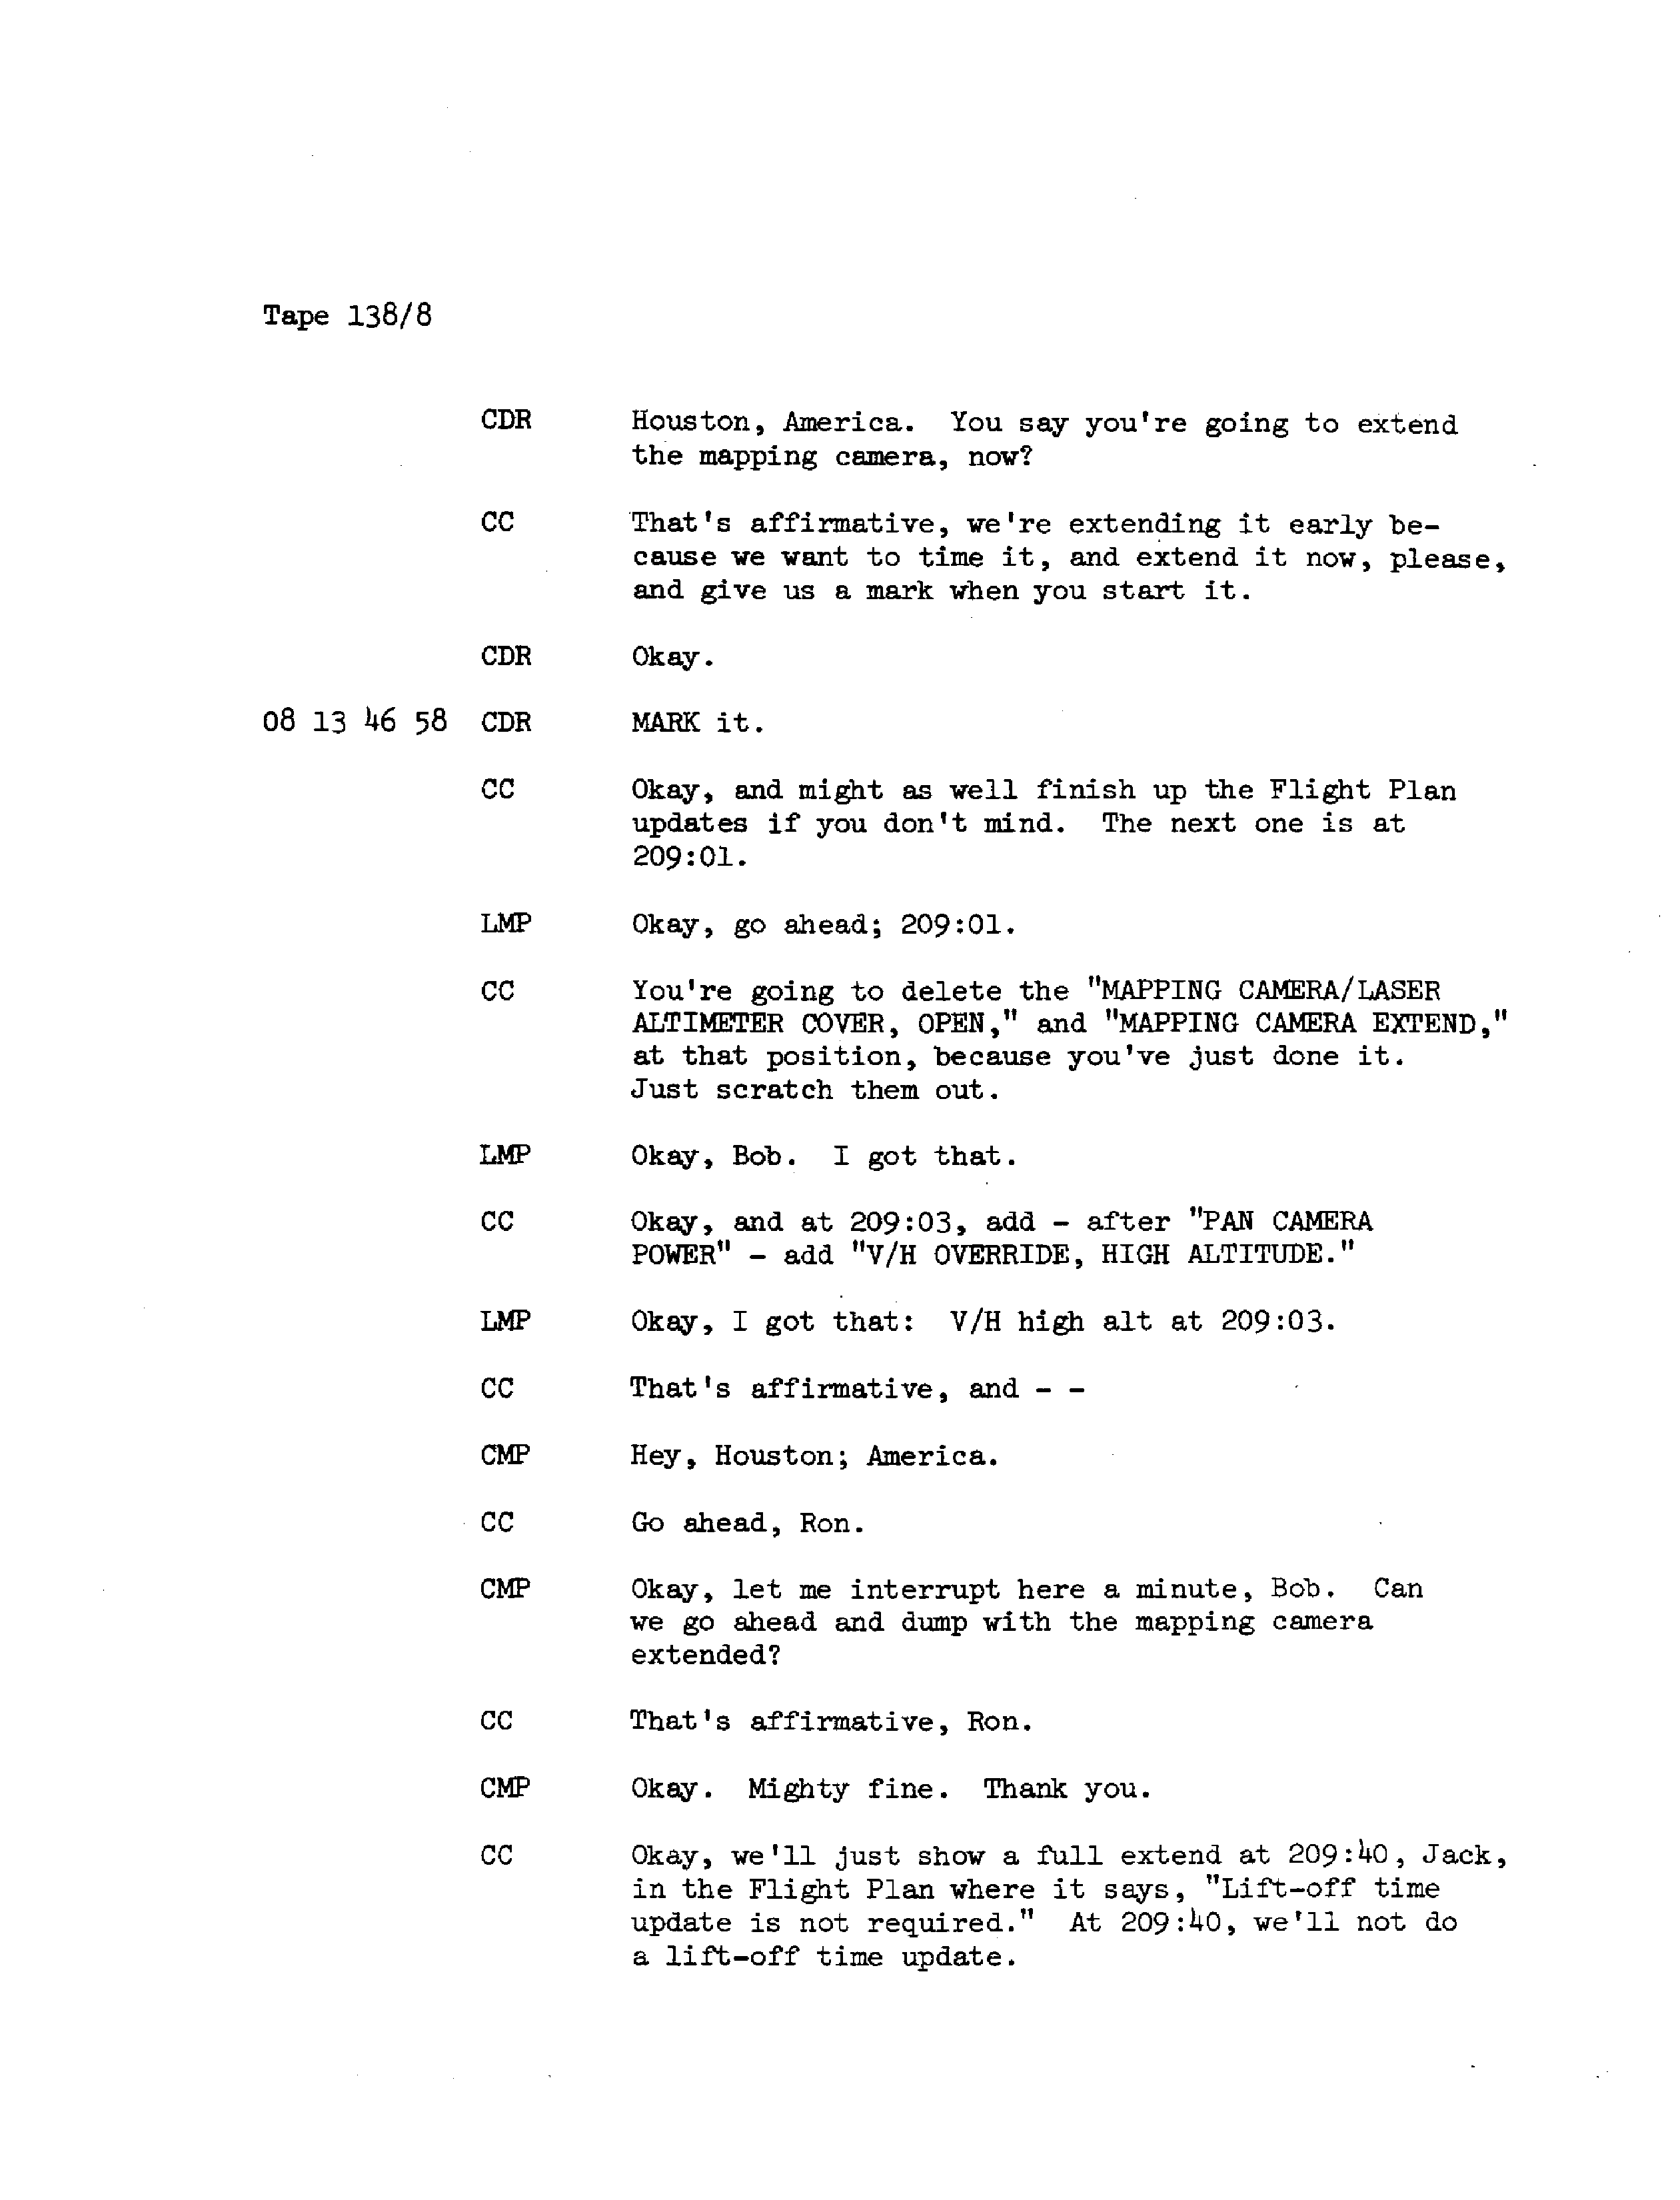 Tape 138/8
CDR Houston, America. You say you're going to extend
the mapping camera, now?
CC That's affirmative, we're extending it early be-
cause we want to time it, and extend it now, please,
and give us a mark when you start it.
CDR Okay.
08 13 46 58 CDR MARK it.
CC Okay, and might as well finish up the Flight Plan
updates if you don't mind. The next one is at
209:01.
LMP Okay, go ahead; 209:01.
CC You're going to delete the "MAPPING CAMERA/LASER
ALTIMETER COVER, OPEN," and "MAPPING CAMERA EXTEND,"
at that position, because you've just done it.
Just scratch them out.
LMP Okay, Bob. I got that.
CC Okay, and at 209:03, add - after "PAN CAMERA
POWER" - add "V/H OVERRIDE, HIGH ALTITUDE."
LMP Okay, I got that: V/H high alt at 209:03.
CC That's affirmative, and - -
CMP Hey, Houston; America.
CC Go ahead, Ron.
CMP Okay, let me interrupt here a minute, Bob. Can
we go ahead and dump with the mapping camera
extended?
CC That's affirmative, Ron.
CMP Okay. Mighty fine. Thank you.
CC Okay, we'll just show a full extend at 209:40, Jack,
in the Flight Plan where it says, "Lift-off time
update is not required." At 209:40, we'll not do
a lift-off time update.